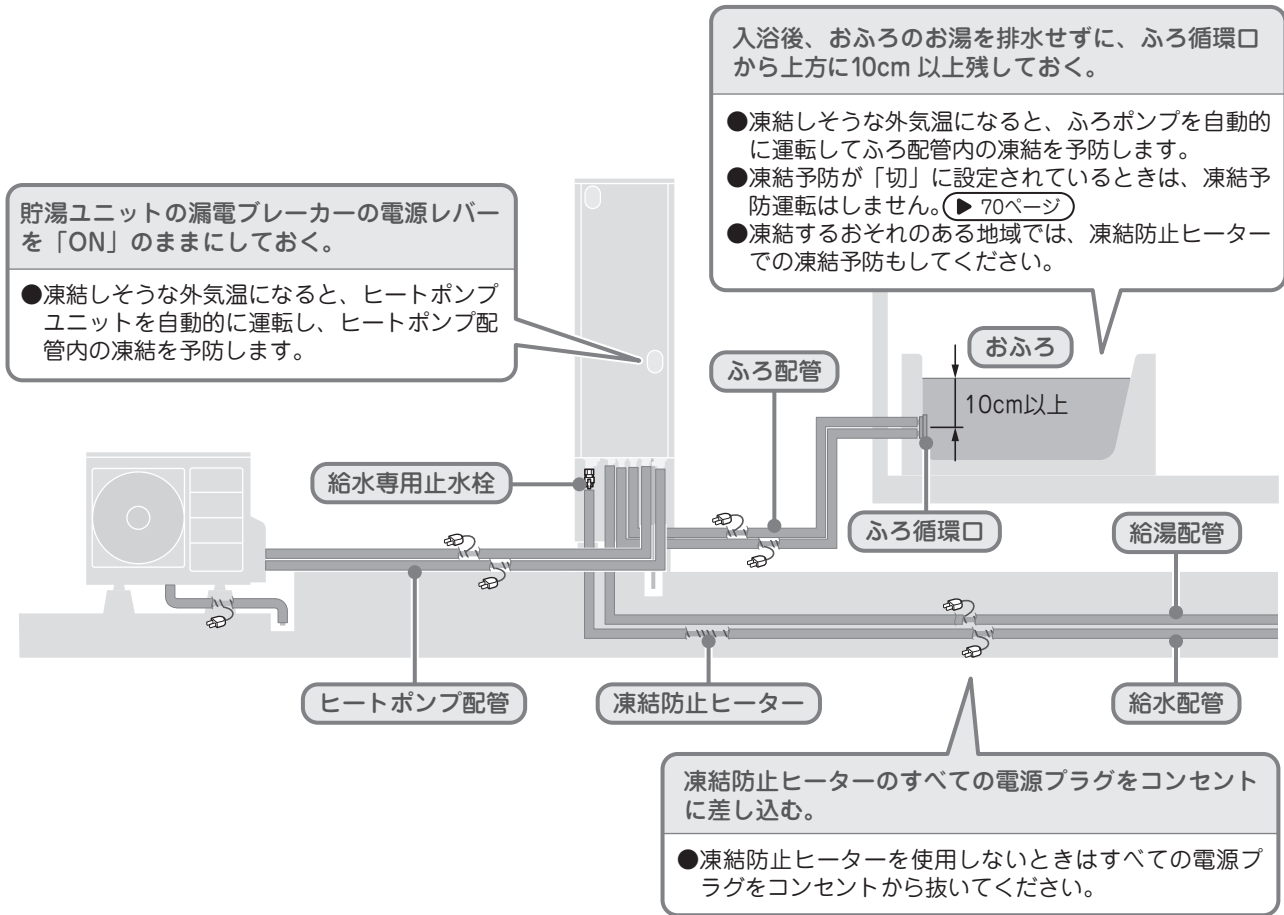 入浴後、おふろのお湯を排水せずに、ふろ循環口
から上方に10cm 以上残しておく。
●凍結しそうな外気温になると、ふろポンプを自動的
に運転してふろ配管内の凍結を予防します。
●凍結予防が「切」に設定されているときは、凍結予
防運転はしません。(▶ 70ページ)
●凍結するおそれのある地域では、凍結防止ヒーター
での凍結予防もしてください。
貯湯ユニットの漏電ブレーカーの電源レバー
を「ON」のままにしておく。
●凍結しそうな外気温になると、ヒートポンプ
ユニットを自動的に運転し、ヒートポンプ配
管内の凍結を予防します。
おふろ
ふろ配管
10cm以上
給水専用止水栓
ふろ循環口
給湯配管
ヒートポンプ配管
凍結防止ヒーター
給水配管
凍結防止ヒーターのすべての電源プラグをコンセント
に差し込む。
●凍結防止ヒーターを使用しないときはすべての電源プ
ラグをコンセントから抜いてください。